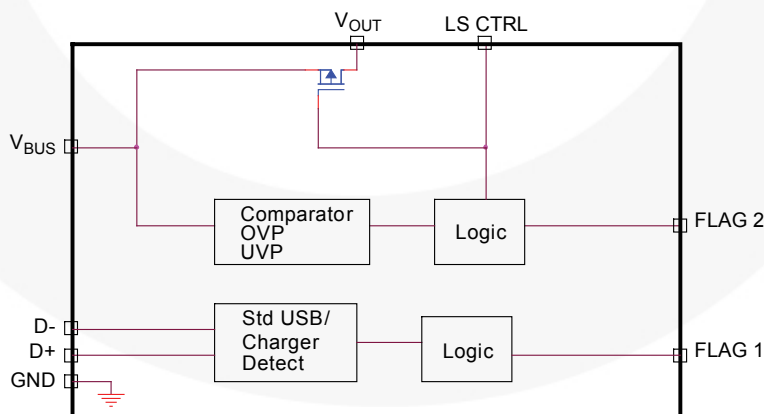 VOUT
LS CTRL
VBUS
Comparator
OVP
UVP
Logic
FLAG 2
D-
D+
GND
Std USB/
Charger
Detect
Logic
FLAG 1